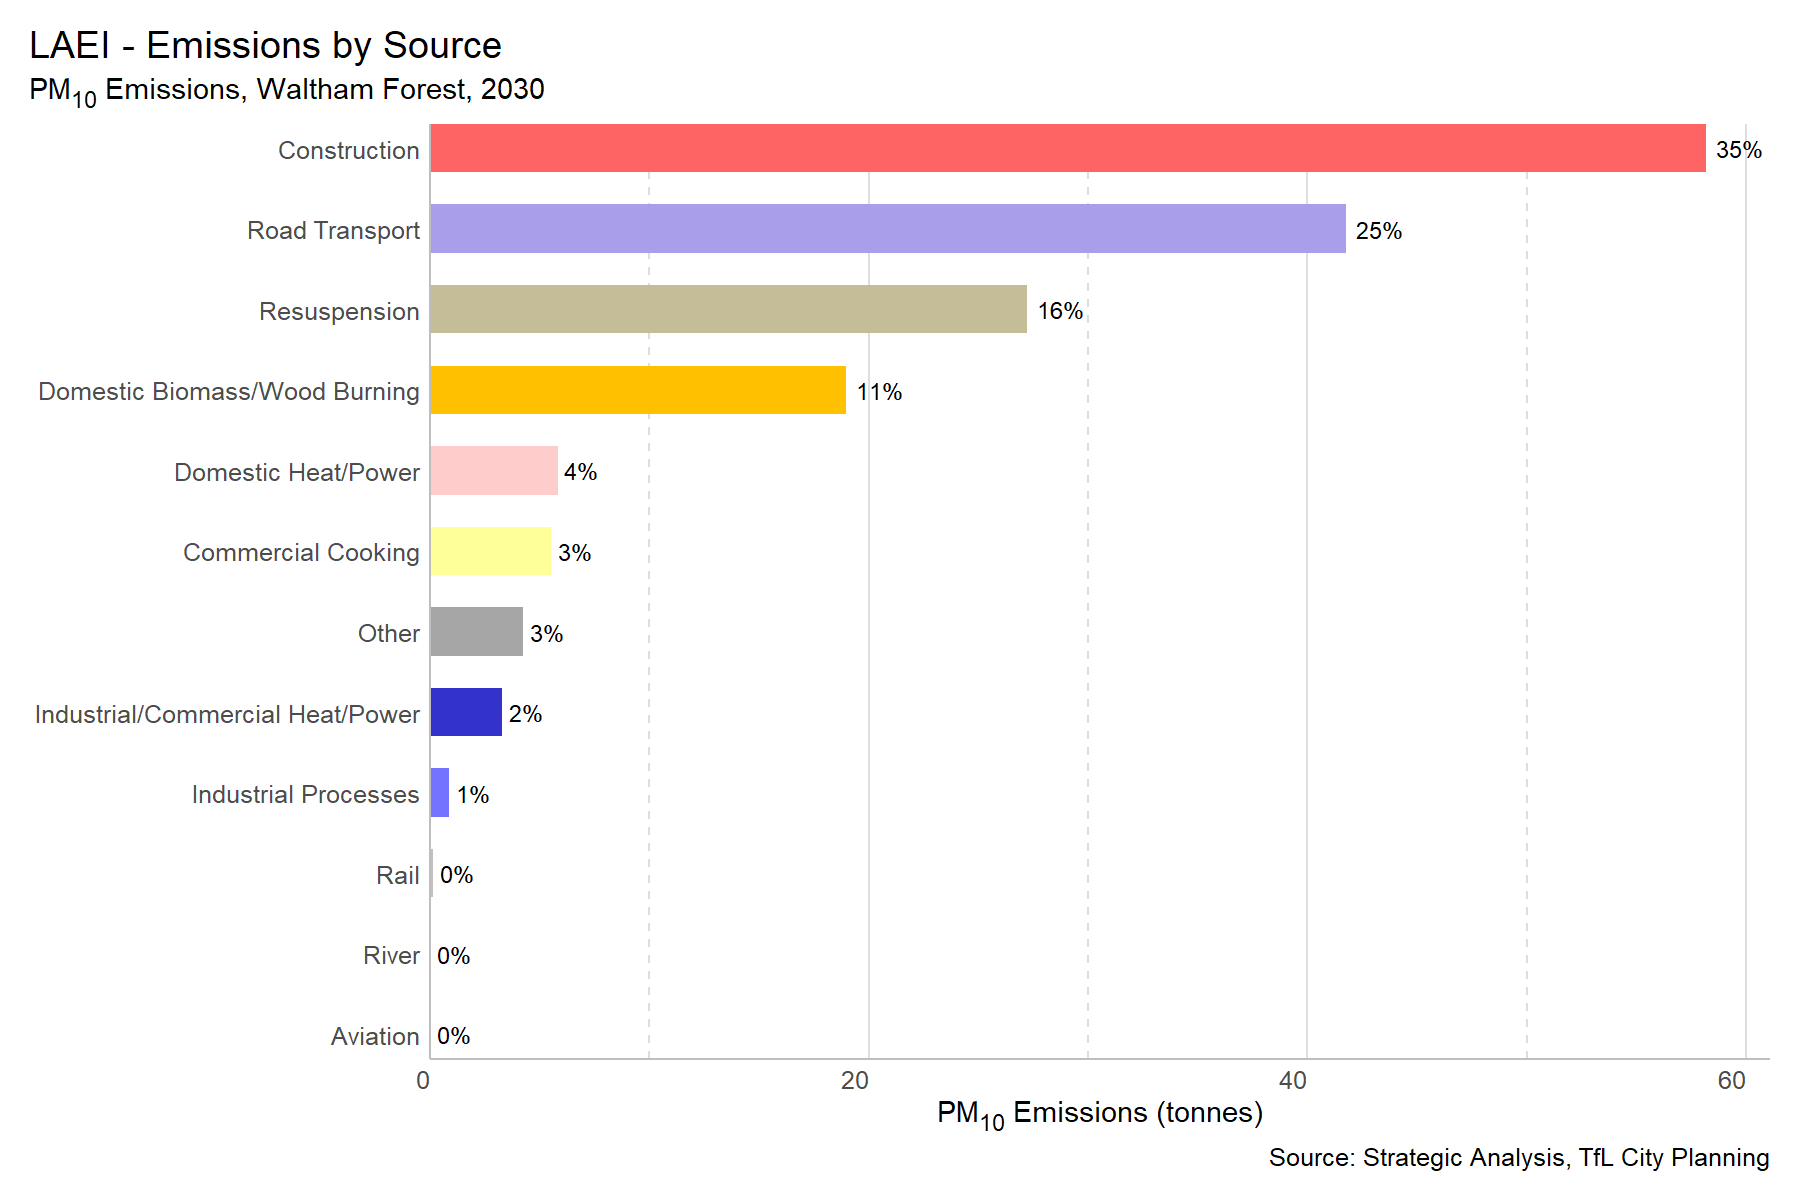 LAEI - Emissions by Source
PM10 Emissions, Waltham Forest, 2030
Construction 35%
Road Transport 25%
Resuspension 16%
Domestic Biomass/Wood Burning 11%
Domestic Heat/Power 4%
Commercial Cooking 3%
Other 3%
Industrial/Commercial Heat/Power 2%
Industrial Processes 1%
Rail 0%
River 0%
Aviation 0%
0 20 40 60
PM10 Emissions (tonnes)
Source: Strategic Analysis, TfL City Planning